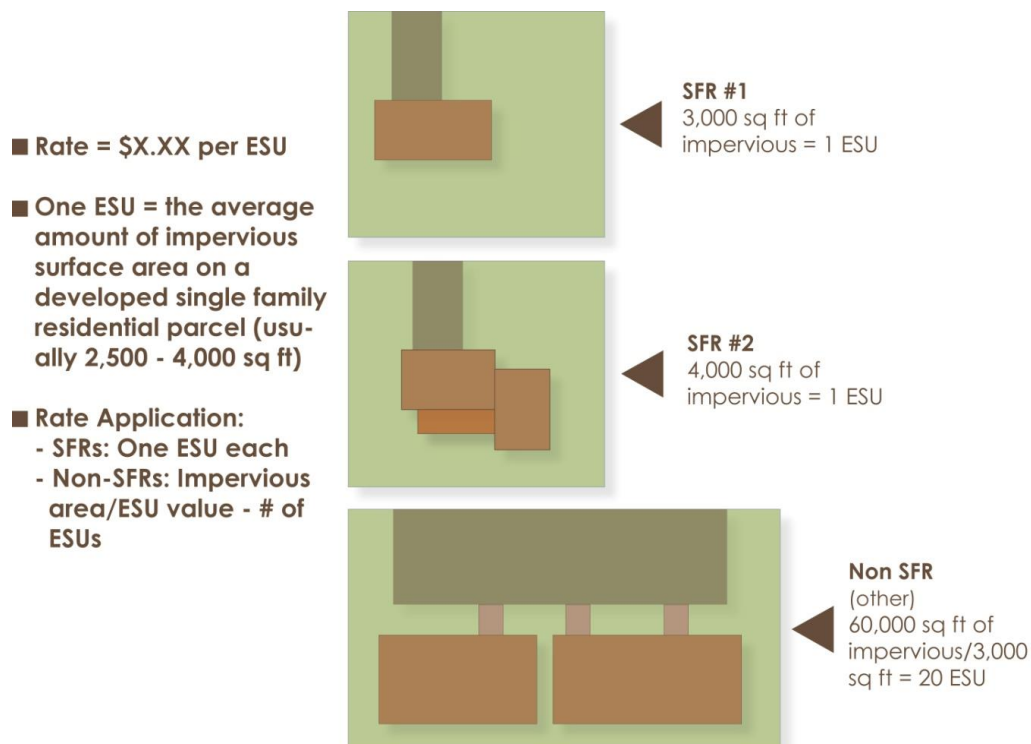 ■ Rate = $X.XX per ESU
■ One ESU = the average
amount of impervious
surface area on a
developed single family
residential parcel (usu-
ally 2,500 - 4,000 sq ft)
■ Rate Application:
- SFRs: One ESU each
- Non-SFRs: Impervious
area/ESU value - # of
ESUs
SFR #1
3,000 sq ft of
impervious = 1 ESU
SFR #2
4,000 sq ft of
impervious = 1 ESU
Non SFR
(other)
60,000 sq ft of
impervious/3,000
sq ft = 20 ESU